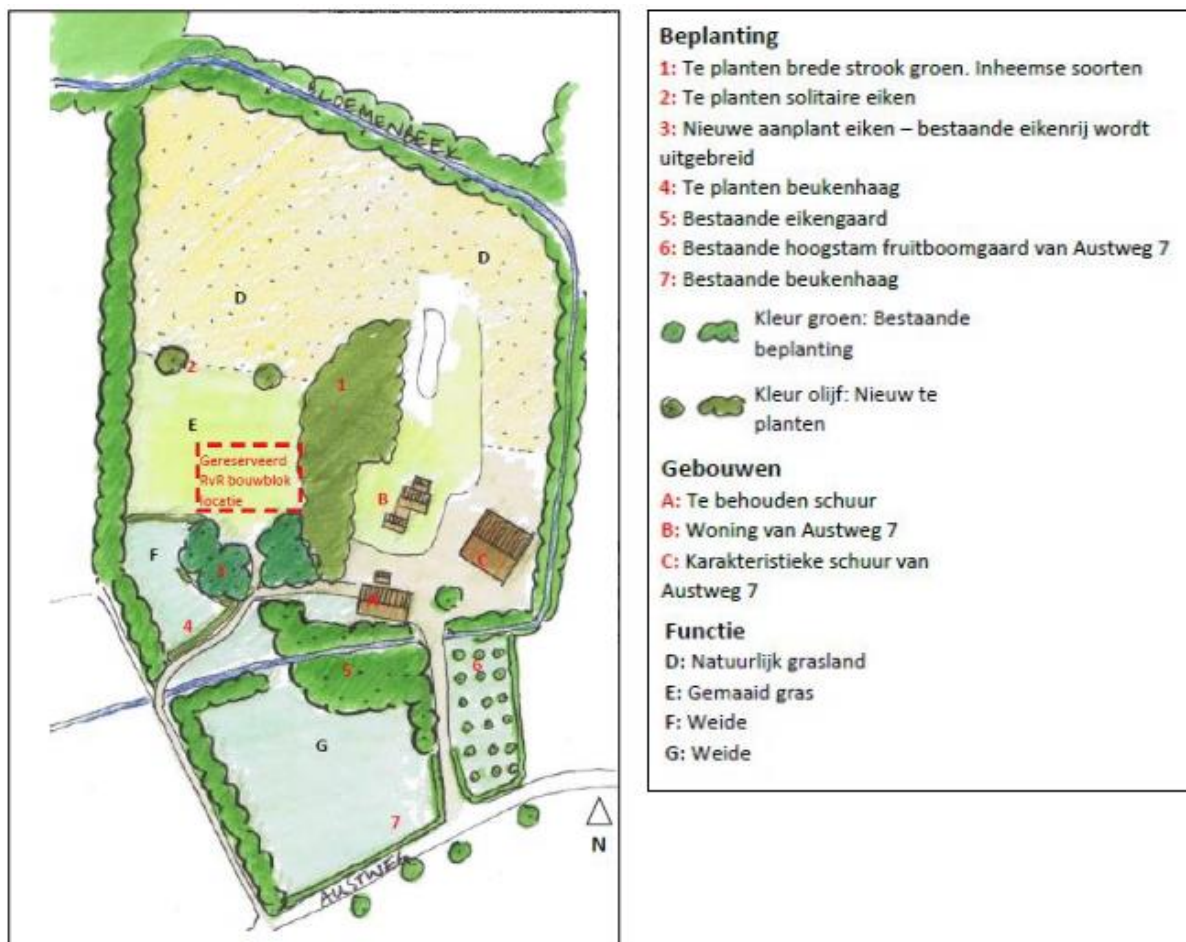 BLOEMENBEEK
D
D
2
1
E
Gereserveerd
RvR bouwblok
locatie
B
F
C
3
A
4
5
6
G
7
N
AUSTWEG
Beplanting
1: Te planten brede strook groen. Inheemse soorten
2: Te planten solitaire eiken
3: Nieuwe aanplant eiken – bestaande eikenrij wordt
uitgebreid
4: Te planten beukenhaag
5: Bestaande eikengaard
6: Bestaande hoogstam fruitboomgaard van Austweg 7
7: Bestaande beukenhaag
Kleur groen: Bestaande
beplanting
Kleur olijf: Nieuw te
planten
Gebouwen
A: Te behouden schuur
B: Woning van Austweg 7
C: Karakteristieke schuur van
Austweg 7
Functie
D: Natuurlijk grasland
E: Gemaaid gras
F: Weide
G: Weide